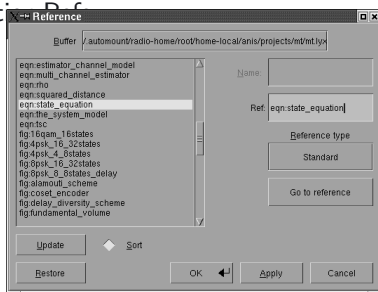 Reference
Buffer /.automount/radio-home/root/home-local/anis/projects/mt/mt.lyx
eqn:estimator_channel_model
eqn:multi_channel_estimator
eqn:rho
eqn:squared_distance
eqn:state_equation
eqn:the_system_model
eqn:tsc
fig:16qam_16states
fig:4psk_16_32states
fig:4psk_4_8states
fig:8psk_16_32states
fig:8psk_8_8states_delay
fig:alamouti_scheme
fig:coset_encoder
fig:delay_diversity_scheme
fig:fundamental_volume
Name:
Ref: eqn:state_equation
Reference type
Standard
Go to reference
Update
Sort
Restore
OK
Apply
Cancel